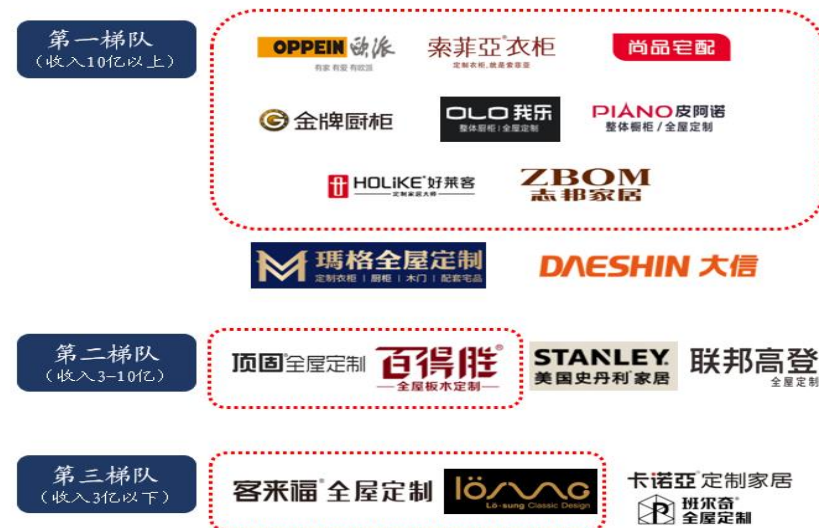 第一梯队
(收入10亿以上)
OPPEIN 欧派
有家 有爱 有欧派
索菲亞衣柜
定制衣柜,就是索菲亚
尚品宅配
金牌厨柜
OLO 我乐
整体厨柜|全屋定制
PIANO 皮阿诺
整体橱柜/全屋定制
HOLiKE 好莱客
定制家居大师
ZBOM
志邦家居
瑪格全屋定制
定制衣柜 | 厨柜 | 木门 | 配套宅品
DAESHIN 大信
第二梯队
(收入3-10亿)
顶固 全屋定制
百得胜®
全屋板木定制
STANLEY
美国史丹利家居
联邦高登
全屋定制
第三梯队
(收入3亿以下)
客来福 全屋定制
Lo-sung Classic Design
卡诺亞 定制家居
班尔奇
全屋定制